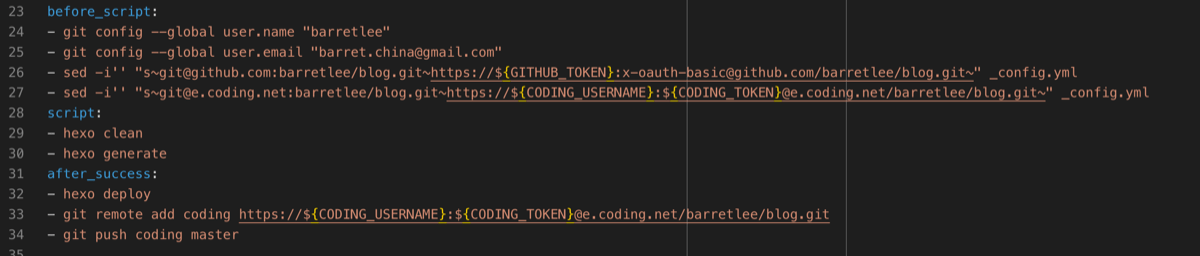 23 before_script:
24 - git config --global user.name "barretlee"
25 - git config --global user.email "barret.china@gmail.com"
26 - sed -i'' "s~git@github.com:barretlee/blog.git~https://${GITHUB_TOKEN}:x-oauth-basic@github.com/barretlee/blog.git~" _config.yml
27 - sed -i'' "s~git@e.coding.net:barretlee/blog.git~https://${CODING_USERNAME}:${CODING_TOKEN}@e.coding.net/barretlee/blog.git~" _config.yml
28 script:
29 - hexo clean
30 - hexo generate
31 after_success:
32 - hexo deploy
33 - git remote add coding https://${CODING_USERNAME}:${CODING_TOKEN}@e.coding.net/barretlee/blog.git
34 - git push coding master
35